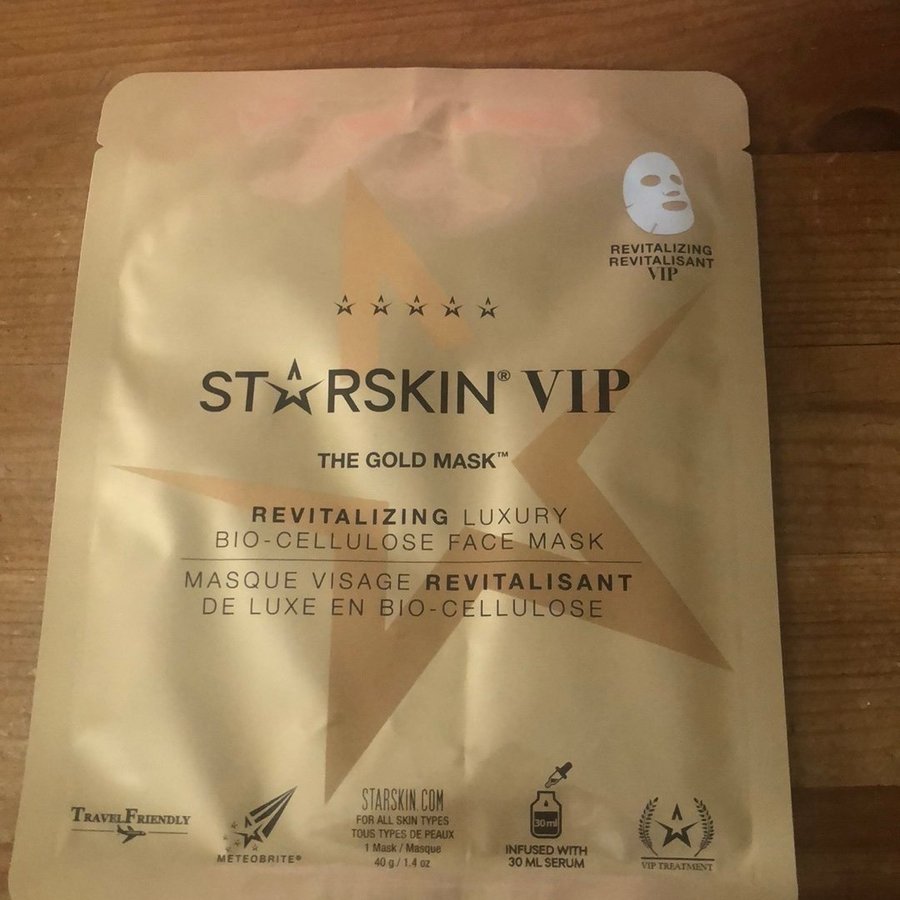 REVITALIZING
REVITALISANT
VIP
STARSKIN® VIP
THE GOLD MASK™
REVITALIZING LUXURY
BIO-CELLULOSE FACE MASK
MASQUE VISAGE REVITALISANT
DE LUXE EN BIO-CELLULOSE
TRAVELFRIENDLY
METEOBRITE®
STARSKIN.COM
FOR ALL SKIN TYPES
TOUS TYPES DE PEAUX
1 Mask / Masque
40 g / 1.4 oz
30 ml
INFUSED WITH
30 ML SERUM
VIP TREATMENT